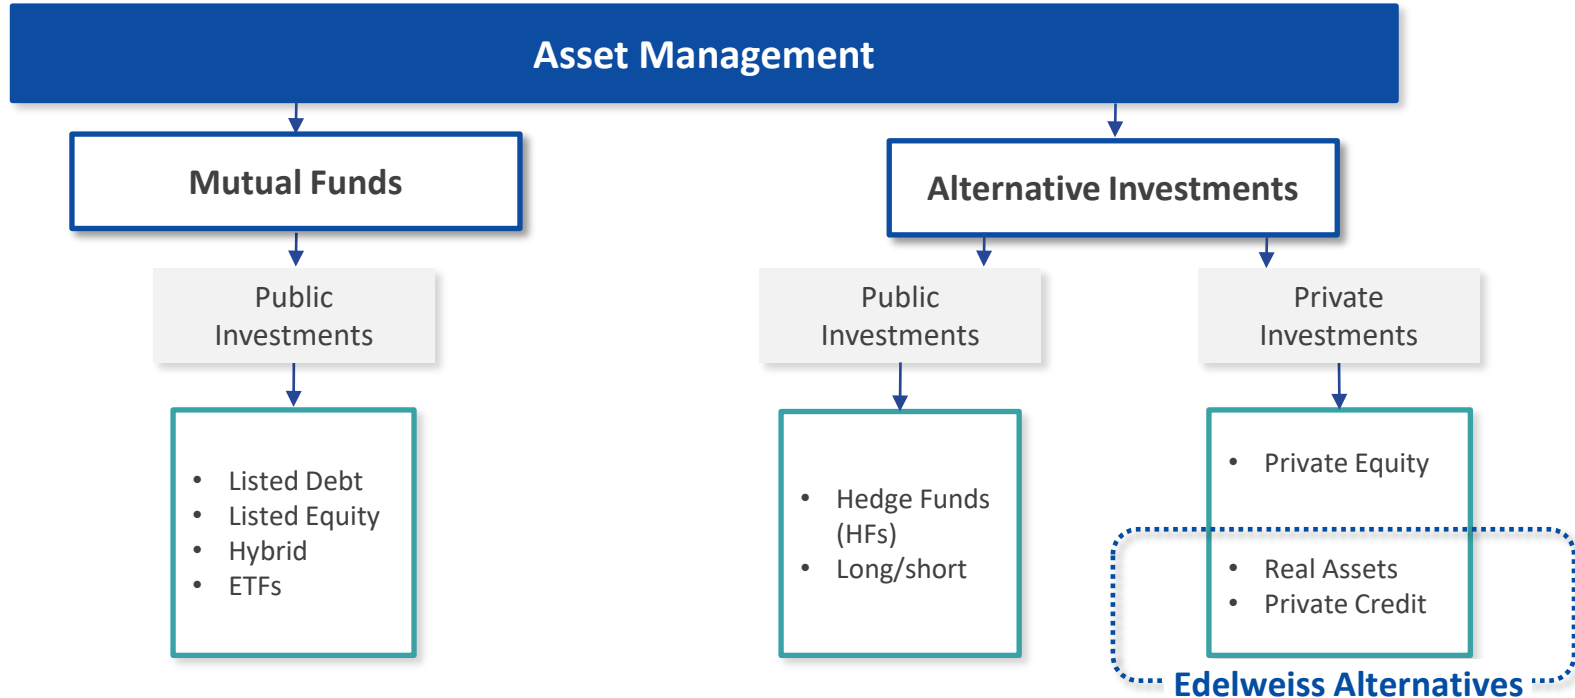 Asset Management
Mutual Funds
Alternative Investments
Public
Investments
Public
Investments
Private
Investments
• Listed Debt
• Listed Equity
• Hybrid
• ETFs
• Hedge Funds
(HFs)
• Long/short
• Private Equity
• Real Assets
• Private Credit
Edelweiss Alternatives